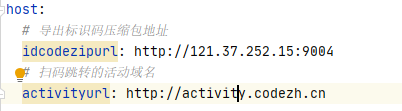 host:
# 导出标识码压缩包地址
idcodezipurl: http://121.37.252.15:9004
# 扫码跳转的活动域名
activityurl: http://activity.codezh.cn